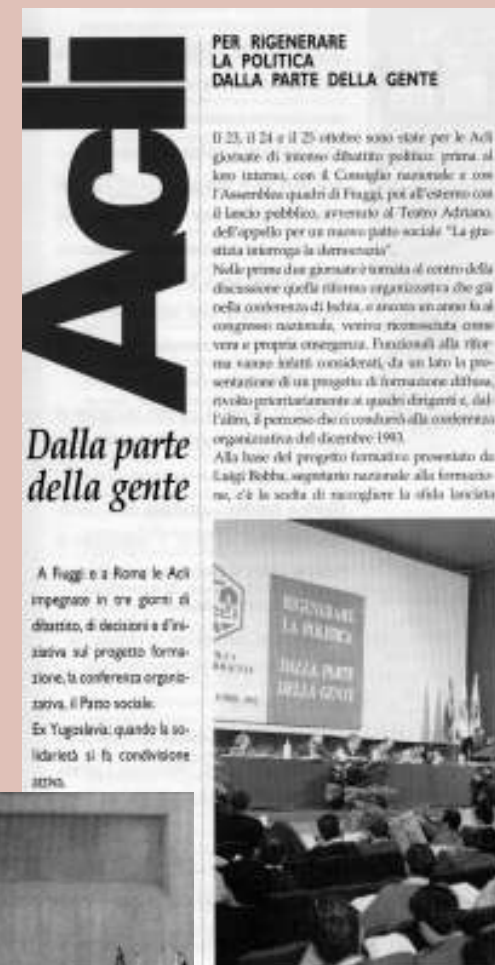 Acli
Dalla parte
della gente
A Fiuggi e a Roma le Acli
impegnate in tre giorni di
dibattito, di decisioni e d'ini-
ziativa sul progetto forma-
zione, la conferenza organiz-
zativa, il Patto sociale.
Ex Yugoslavia: quando la so-
lidarietà si fa condivisione
attiva.
PER RIGENERARE
LA POLITICA
DALLA PARTE DELLA GENTE
Il 23, il 24 e il 25 ottobre sono state per le Acli
giornate di intenso dibattito politico: prima al
loro interno, con il Consiglio nazionale e con
l'Assemblea quadri di Fiuggi, poi all'esterno con
il lancio pubblico, avvenuto al Teatro Adriano,
dell'appello per un nuovo patto sociale "La giu-
stizia interroga la democrazia".
Nelle prime due giornate è tornata al centro della
discussione quella riforma organizzativa che già
nella conferenza di Ischia, e ancora un anno fa al
congresso nazionale, veniva riconosciuta come
vera e propria emergenza. Funzionali alla rifor-
ma vanno infatti considerati, da un lato la pre-
sentazione di un progetto di formazione diffusa,
rivolto prioritariamente ai quadri dirigenti e, dal-
l'altro, il percorso che ci condurrà alla conferenza
organizzativa del dicembre 1993.
Alla base del progetto formativo presentato da
Luigi Bobba, segretario nazionale alla formazio-
ne, c'è la scelta di raccogliere la sfida lanciata
RIGENERARE
LA POLITICA
DALLA PARTE
DELLA GENTE